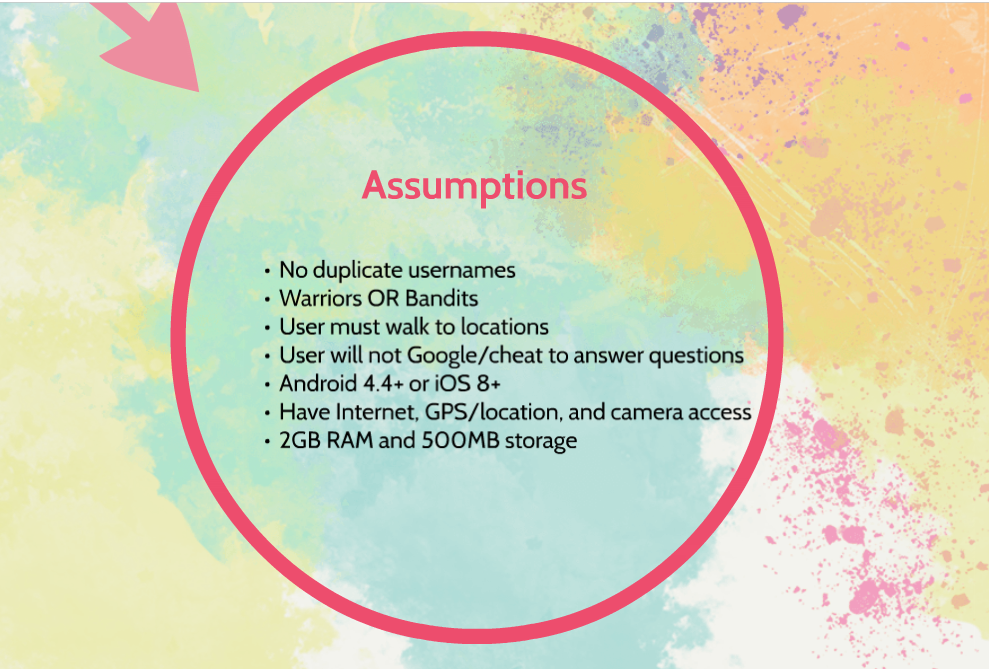 Assumptions
• No duplicate usernames
• Warriors OR Bandits
• User must walk to locations
• User will not Google/cheat to answer questions
• Android 4.4+ or iOS 8+
• Have Internet, GPS/location, and camera access
• 2GB RAM and 500MB storage